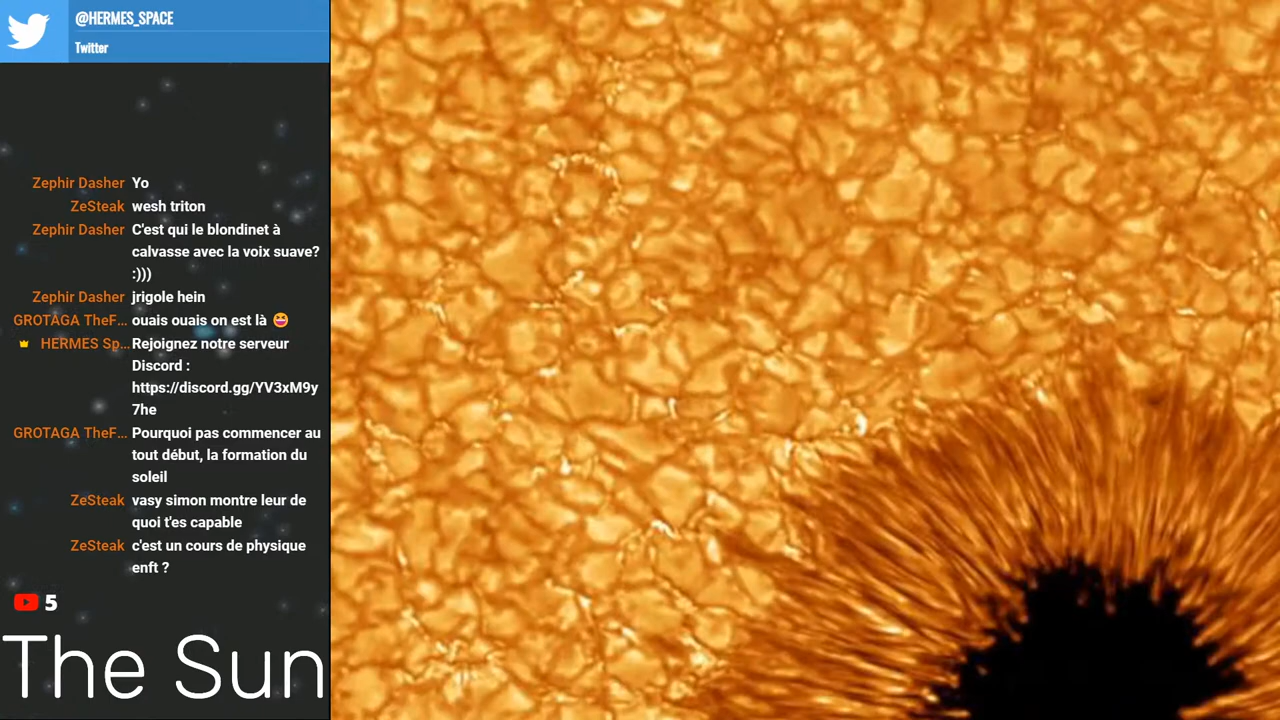 @HERMES_SPACE
Twitter
Zephir Dasher Yo
ZeSteak wesh triton
Zephir Dasher C'est qui le blondinet à
calvasse avec la voix suave?
:)))
Zephir Dasher jrigole hein
GROTAGA TheF... ouais ouais on est là 😆
HERMES Sp... Rejoignez notre serveur
Discord :
https://discord.gg/YV3xM9y
7he
GROTAGA TheF... Pourquoi pas commencer au
tout début, la formation du
soleil
ZeSteak vasy simon montre leur de
quoi t'es capable
ZeSteak c'est un cours de physique
enft ?
5
The Sun